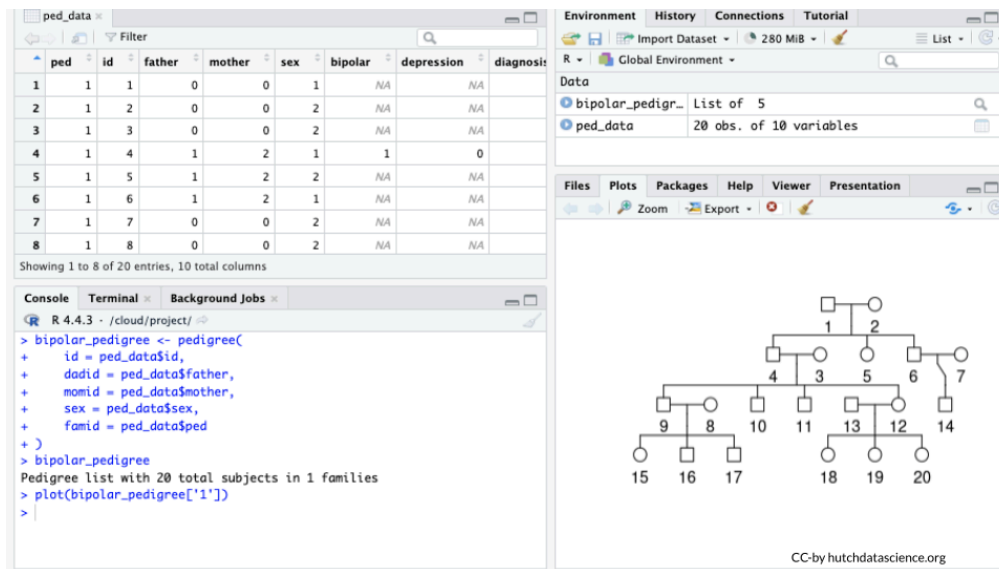 ped_data ×
Filter
ped id father mother sex bipolar depression diagnosis
1 1 1 0 0 1 NA NA
2 1 2 0 0 2 NA NA
3 1 3 0 0 2 NA NA
4 1 4 1 2 1 1 0
5 1 5 1 2 2 NA NA
6 1 6 1 2 1 NA NA
7 1 7 0 0 2 NA NA
8 1 8 0 0 2 NA NA
Showing 1 to 8 of 20 entries, 10 total columns
Console Terminal × Background Jobs ×
R R 4.4.3 · /cloud/project/
> bipolar_pedigree <- pedigree(
+ id = ped_data$id,
+ dadid = ped_data$father,
+ momid = ped_data$mother,
+ sex = ped_data$sex,
+ famid = ped_data$ped
+ )
> bipolar_pedigree
Pedigree list with 20 total subjects in 1 families
> plot(bipolar_pedigree['1'])
>
Environment History Connections Tutorial
Import Dataset 280 MiB List
R Global Environment
Data
bipolar_pedigr… List of 5
ped_data 20 obs. of 10 variables
Files Plots Packages Help Viewer Presentation
Zoom Export
1 2
4 3 5 6 7
9 8 10 11 13 12 14
15 16 17 18 19 20
CC-by hutchdatascience.org